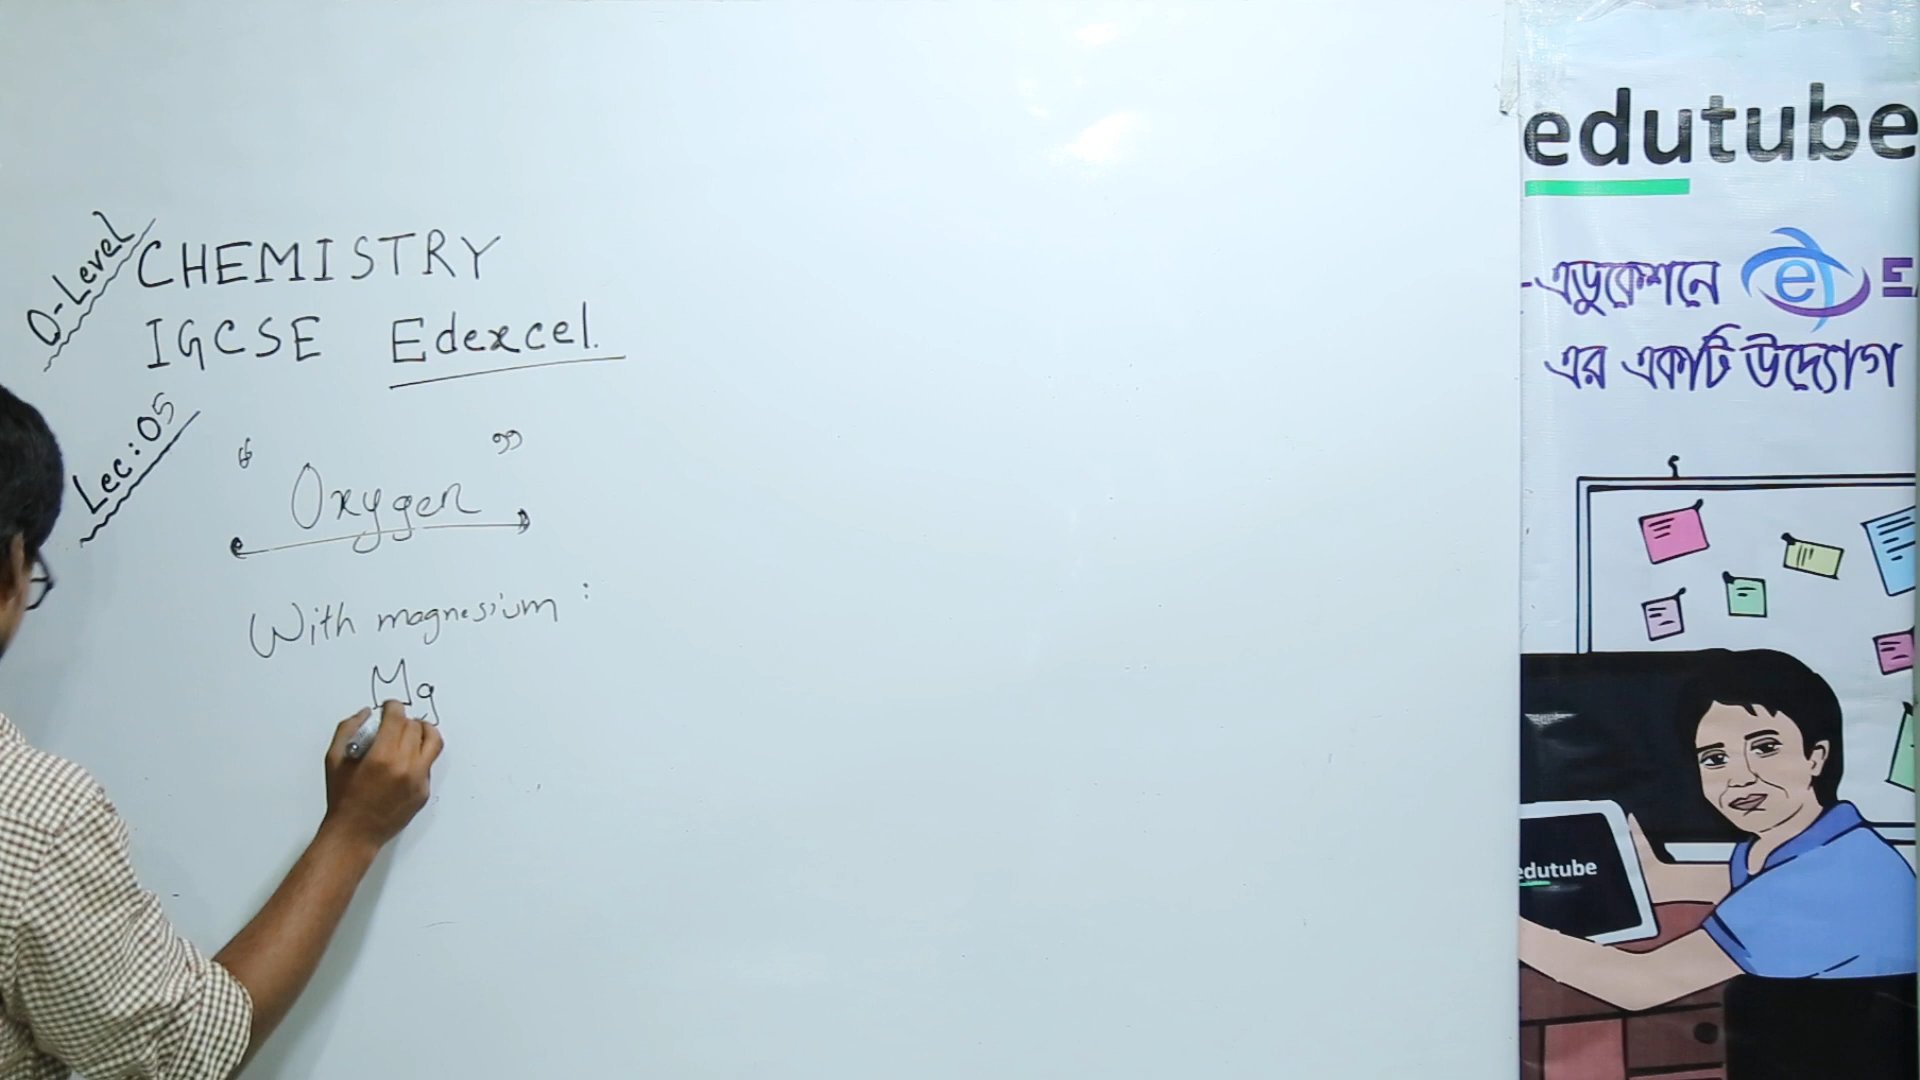 O-Level
CHEMISTRY
IGCSE Edexcel.
Lec: 05
“ Oxygen ”
With magnesium :
Mg
edutube
-এডুকেশনে e E
এর একটি উদ্যোগ
edutube